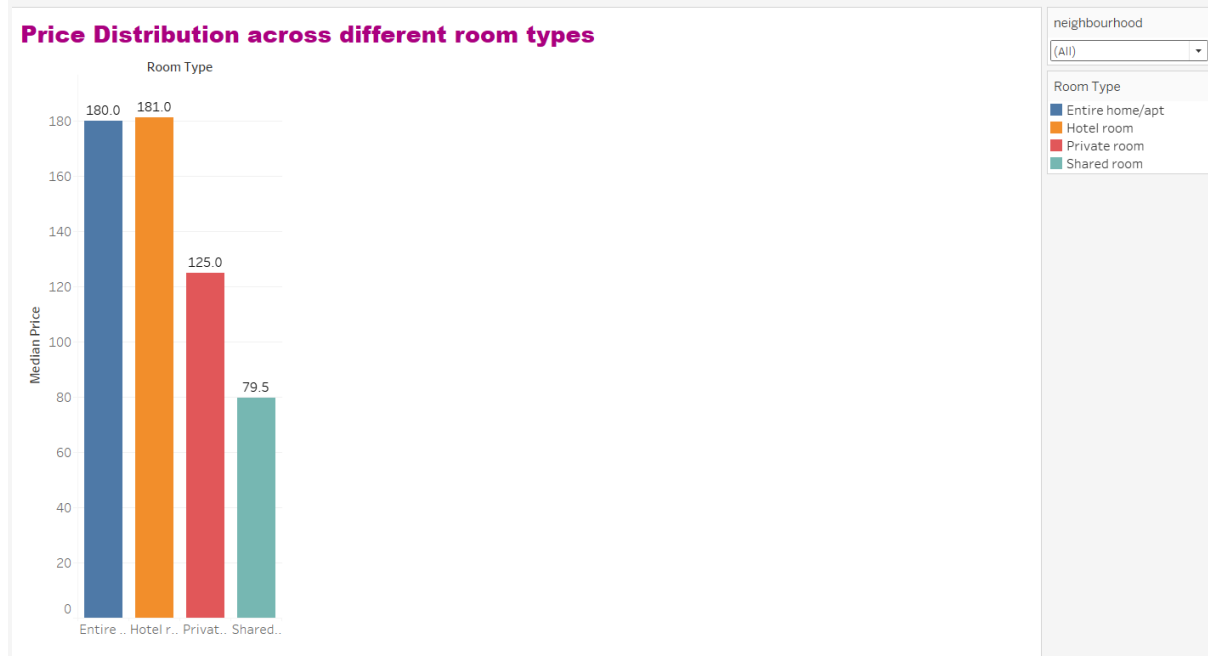 Price Distribution across different room types
Room Type
180.0
181.0
125.0
79.5
180
160
140
120
100
80
60
40
20
0
Median Price
Entire .. Hotel r.. Privat.. Shared..
neighbourhood
(All)
Room Type
Entire home/apt
Hotel room
Private room
Shared room